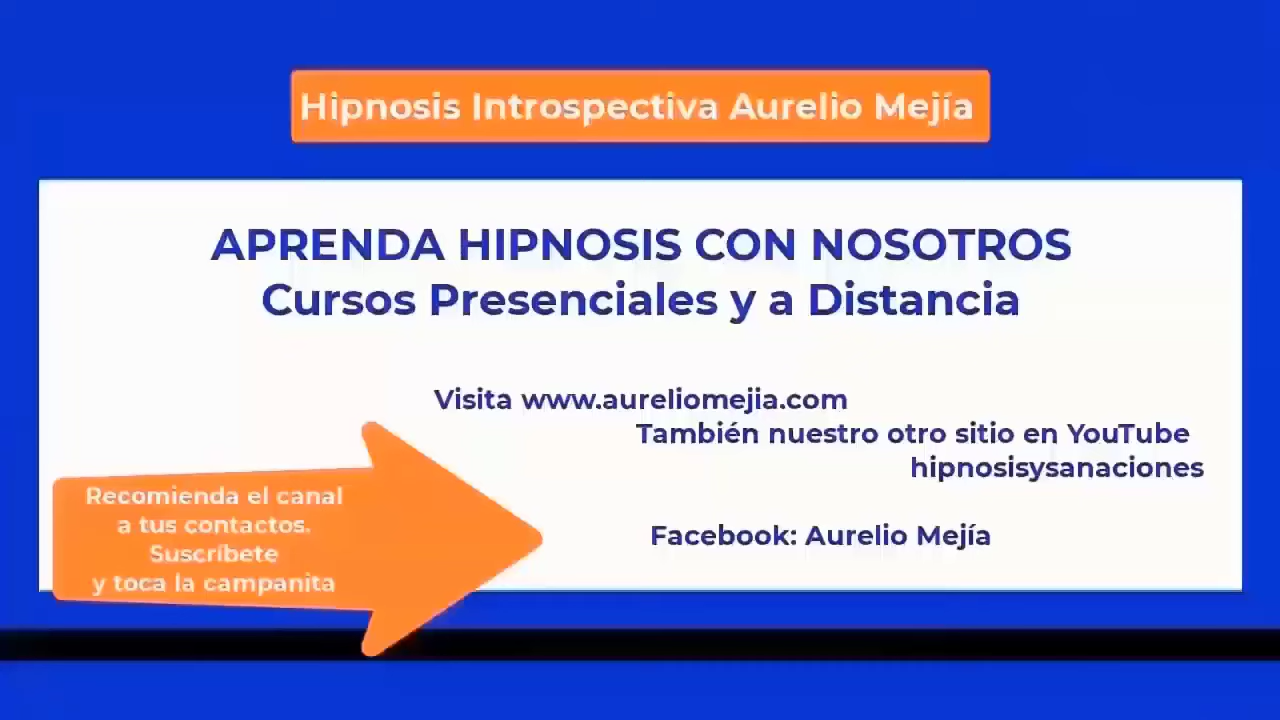 Hipnosis Introspectiva Aurelio Mejía
APRENDA HIPNOSIS CON NOSOTROS
Cursos Presenciales y a Distancia
Visita www.aureliomejia.com
También nuestro otro sitio en YouTube
hipnosisysanaciones
Facebook: Aurelio Mejía
Recomienda el canal
a tus contactos.
Suscríbete
y toca la campanita